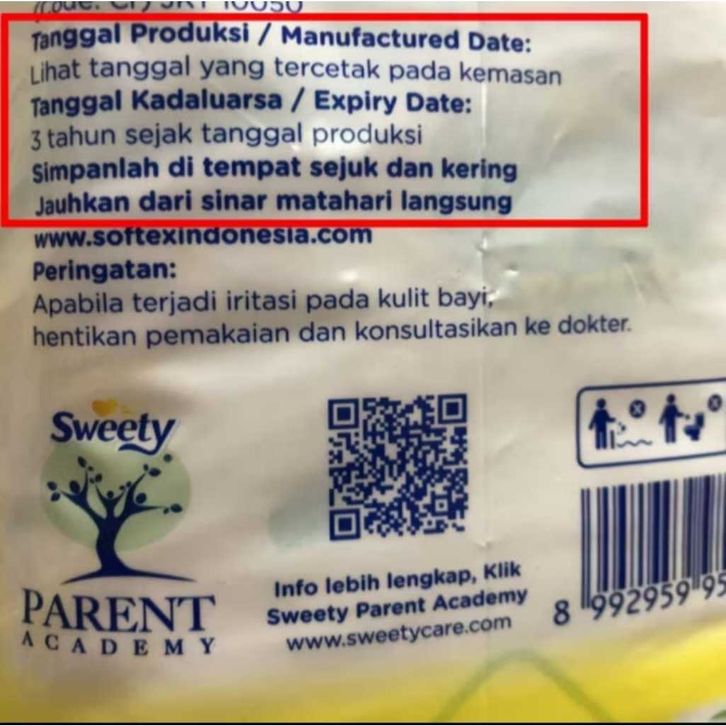 Tanggal Produksi / Manufactured Date:
Lihat tanggal yang tercetak pada kemasan
Tanggal Kadaluarsa / Expiry Date:
3 tahun sejak tanggal produksi
Simpanlah di tempat sejuk dan kering
Jauhkan dari sinar matahari langsung
www.softexindonesia.com
Peringatan:
Apabila terjadi iritasi pada kulit bayi,
hentikan pemakaian dan konsultasikan ke dokter.
Sweety
PARENT
ACADEMY
Info lebih lengkap, Klik
Sweety Parent Academy
www.sweetycare.com
8 992959 95